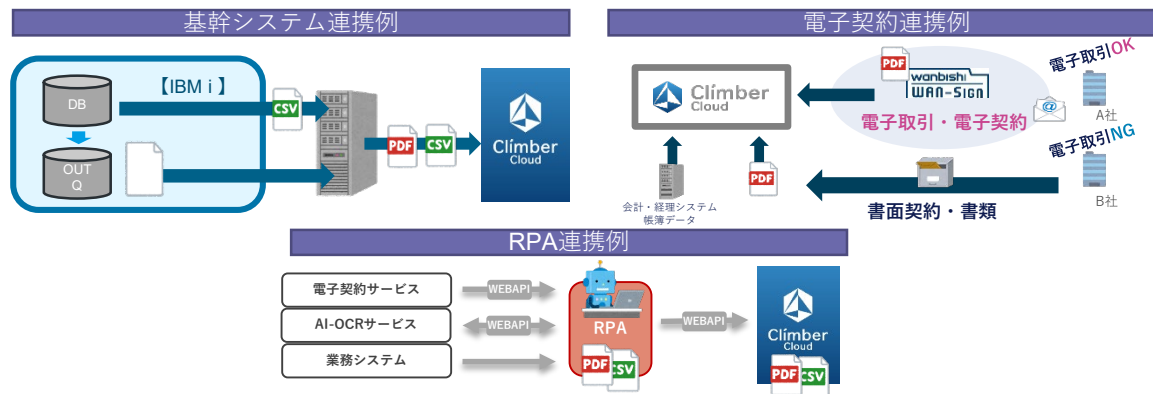 基幹システム連携例
【IBM i 】
DB
CSV
OUT
Q
PDF
CSV
Clímber
Cloud
電子契約連携例
PDF
wanbishi
WAN-SIGN
電子取引OK
Clímber
Cloud
@
A社
電子取引・電子契約
電子取引NG
PDF
会計・経理システム
帳簿データ
書面契約・書類
B社
RPA連携例
電子契約サービス
WEBAPI
AI-OCRサービス
WEBAPI
業務システム
RPA
PDF
CSV
WEBAPI
Clímber
Cloud
PDF
CSV